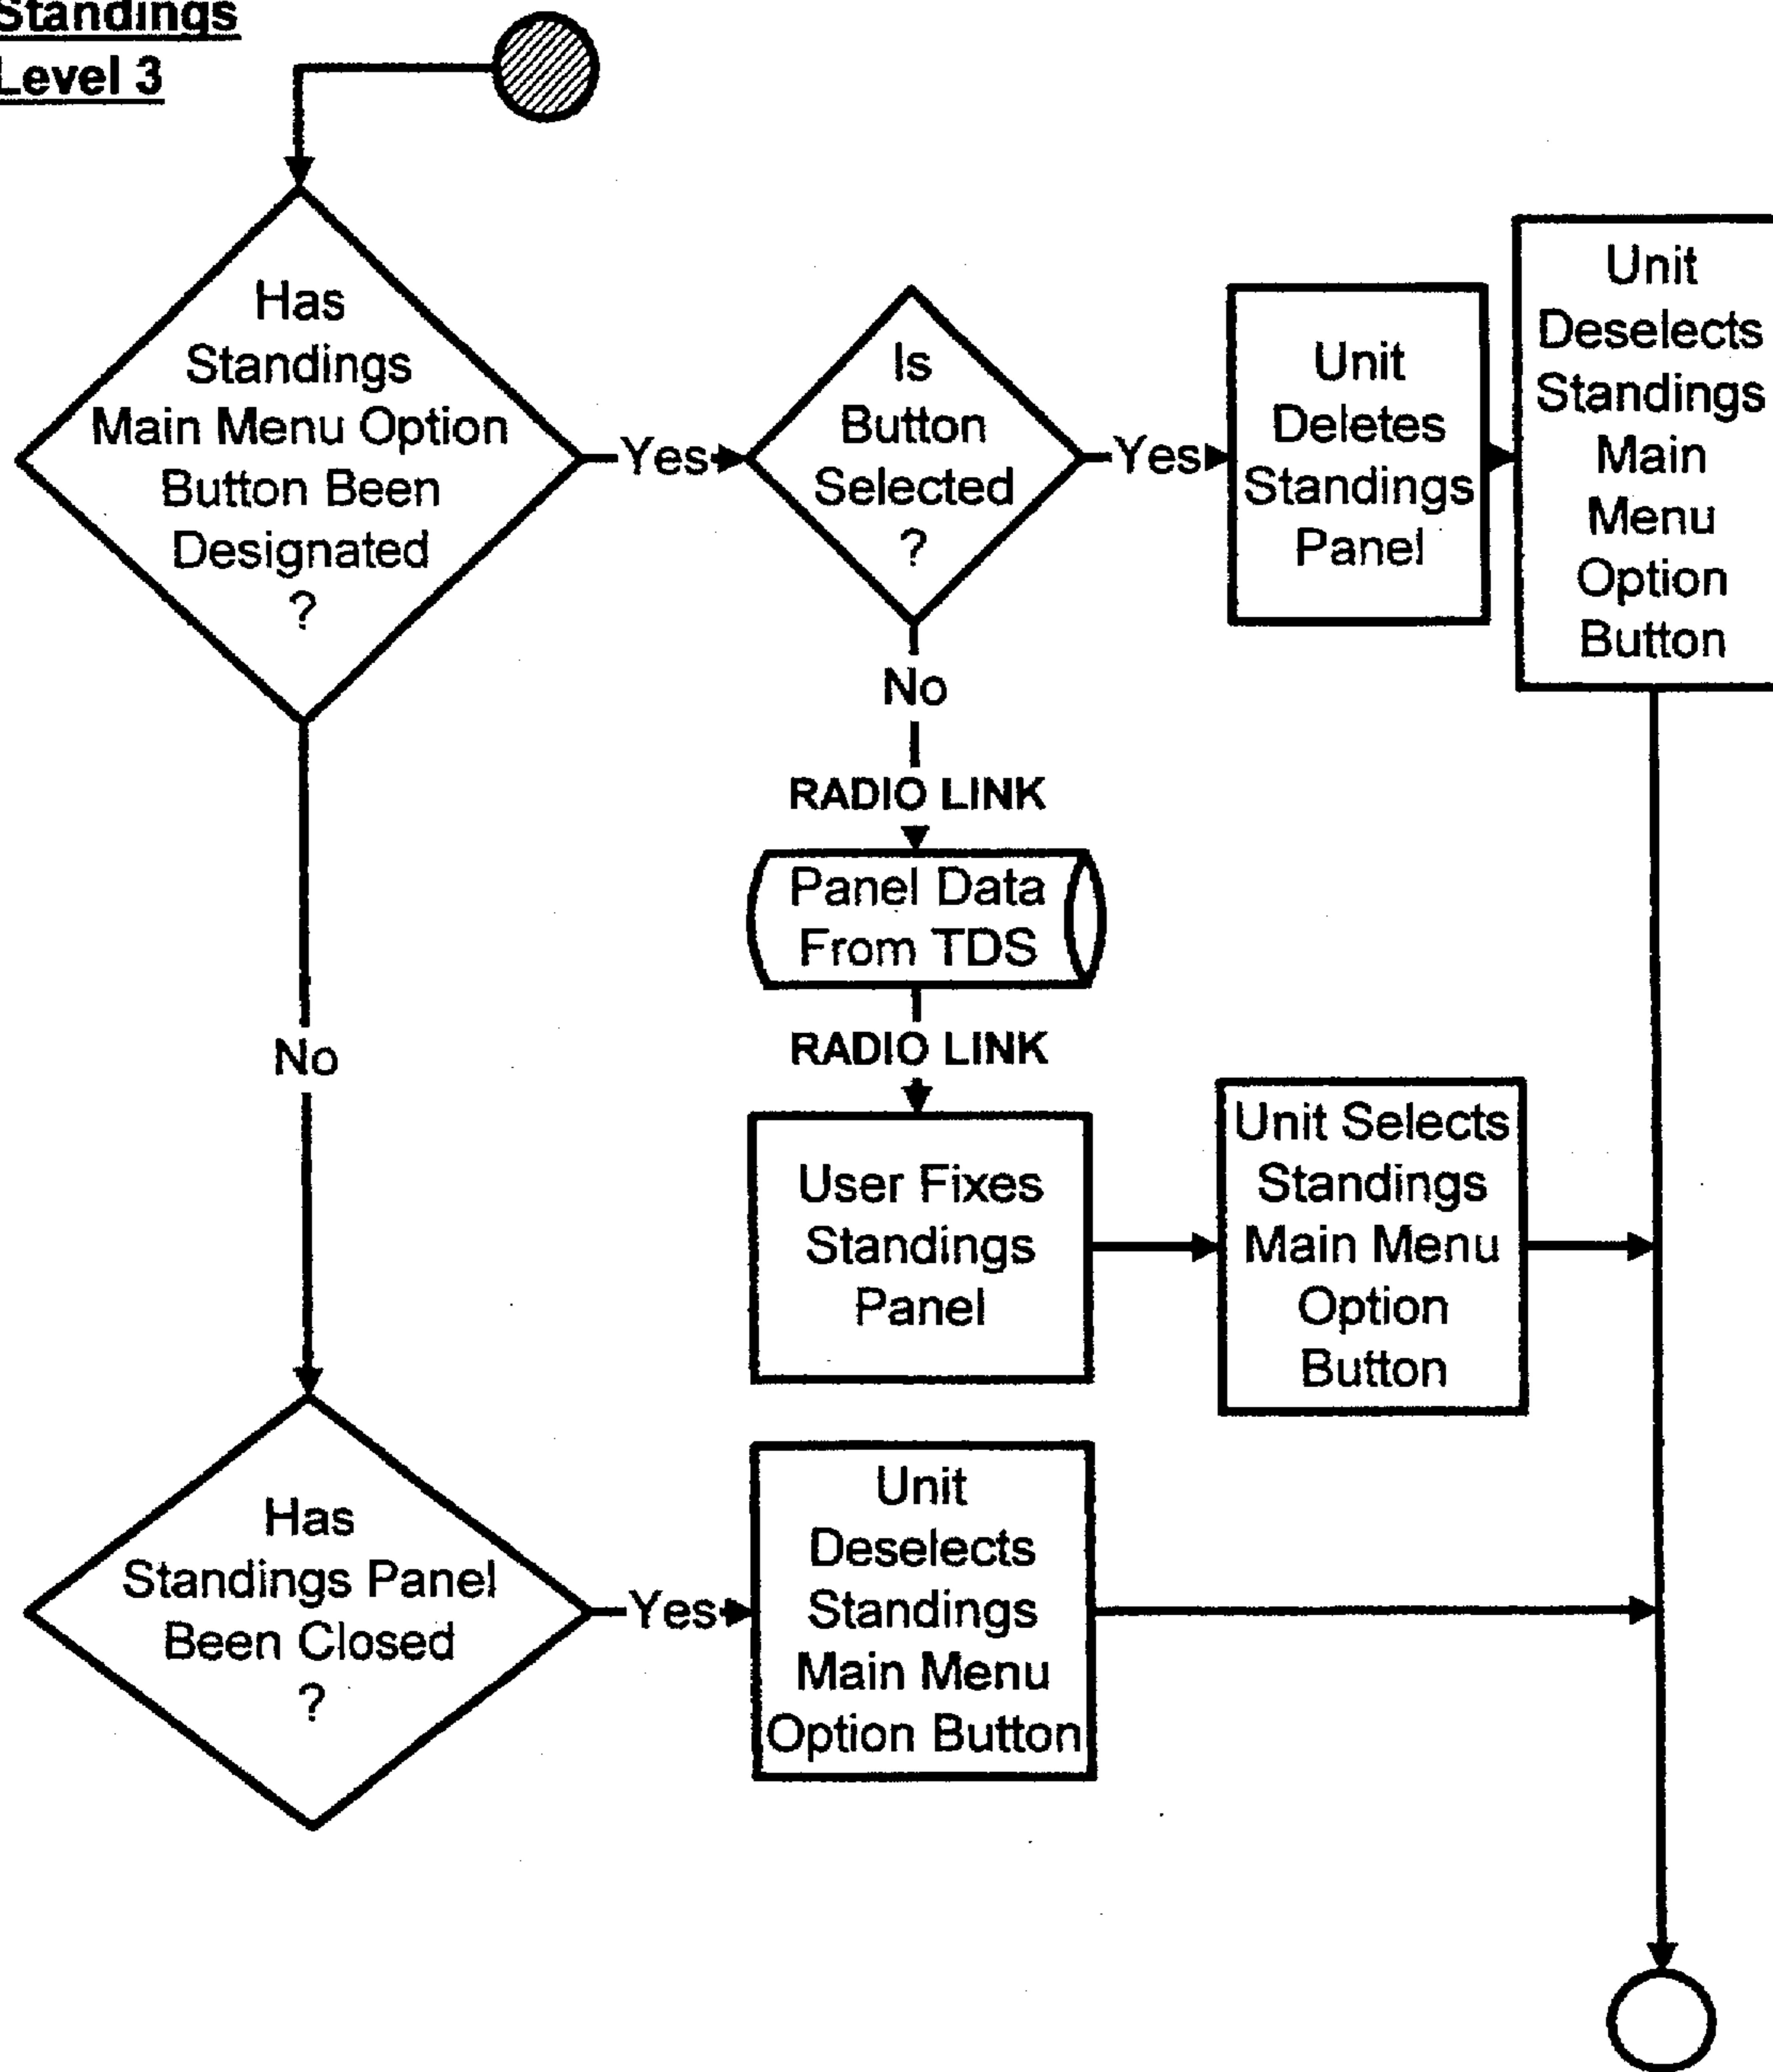 Standings
Level 3
Has
Standings
Main Menu Option
Button Been
Designated
?
Yes
Is
Button
Selected
?
Yes
Unit
Deletes
Standings
Panel
Unit
Deselects
Standings
Main
Menu
Option
Button
No
RADIO LINK
Panel Data
From TDS
RADIO LINK
User Fixes
Standings
Panel
Unit Selects
Standings
Main Menu
Option
Button
No
Has
Standings Panel
Been Closed
?
Yes
Unit
Deselects
Standings
Main Menu
Option Button